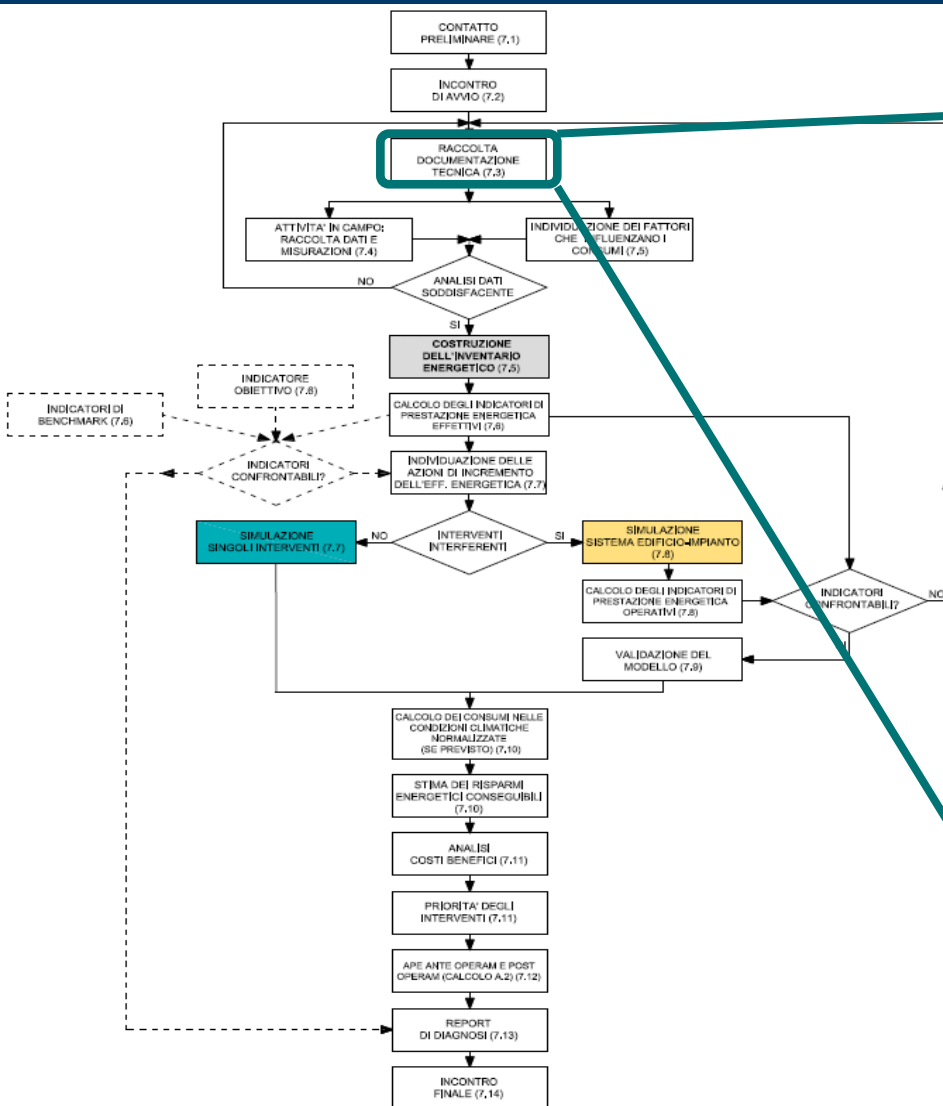 CONTATTO
PRELIMINARE (7.1)
INCONTRO
DI AVVIO (7.2)
RACCOLTA
DOCUMENTAZIONE
TECNICA (7.3)
ATTIVITA' IN CAMPO:
RACCOLTA DATI E
MISURAZIONI (7.4)
INDIVIDUAZIONE DEI FATTORI
CHE INFLUENZANO I
CONSUMI (7.5)
NO
ANALISI DATI
SODDISFACENTE
SI
COSTRUZIONE
DELL'INVENTARIO
ENERGETICO (7.5)
INDICATORE
OBIETTIVO (7.6)
INDICATORI DI
BENCHMARK (7.6)
CALCOLO DEGLI INDICATORI DI
PRESTAZIONE ENERGETICA
EFFETTIVI (7.6)
INDICATORI
CONFRONTABILI?
INDIVIDUAZIONE DELLE
AZIONI DI INCREMENTO
DELL'EFF. ENERGETICA (7.7)
SIMULAZIONE
SINGOLI INTERVENTI (7.7)
NO
INTERVENTI
INTERFERENTI
SI
SIMULAZIONE
SISTEMA EDIFICIO-IMPIANTO
(7.8)
CALCOLO DEGLI INDICATORI DI
PRESTAZIONE ENERGETICA
OPERATIVI (7.8)
INDICATORI
CONFRONTABILI?
NO
VALIDAZIONE DEL
MODELLO (7.9)
CALCOLO DEI CONSUMI NELLE
CONDIZIONI CLIMATICHE
NORMALIZZATE
(SE PREVISTO) (7.10)
STIMA DEI RISPARMI
ENERGETICI CONSEGUIBILI
(7.10)
ANALISI
COSTI BENEFICI (7.11)
PRIORITA' DEGLI
INTERVENTI (7.11)
APE ANTE OPERAM E POST
OPERAM (CALCOLO A.2) (7.12)
REPORT
DI DIAGNOSI (7.13)
INCONTRO
FINALE (7.14)